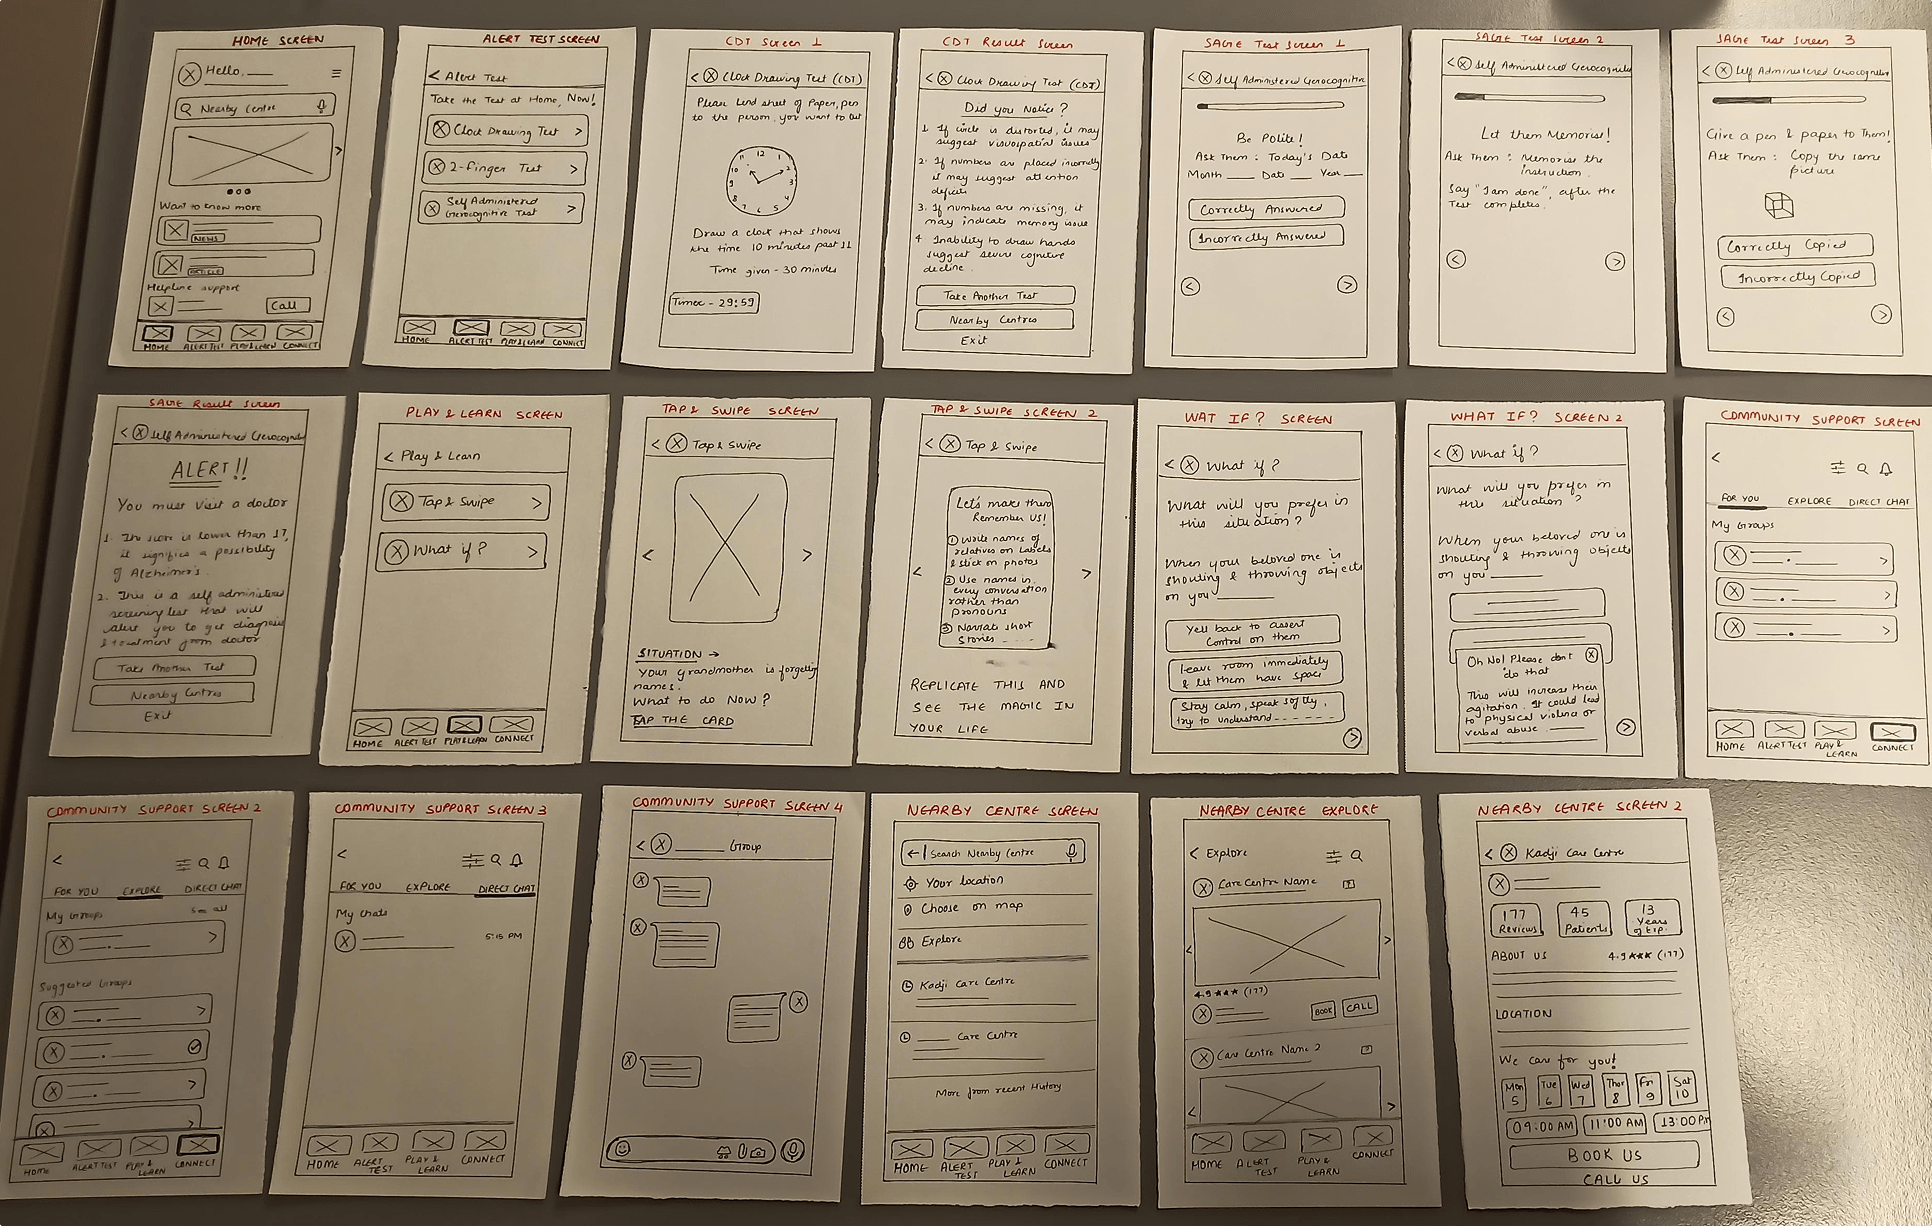 HOME SCREEN
Hello, ___
Nearby Centre
Want to know more
NEWS
ARTICLE
Helpline support
Call
HOME ALERT TEST PLAY & LEARN CONNECT
ALERT TEST SCREEN
< Alert Test
Take the Test at Home, Now!
Clock Drawing Test >
2-finger Test >
Self Administered
Gerocognitive Test >
HOME ALERT TEST PLAY & LEARN CONNECT
CDT Screen 1
< Clock Drawing Test (CDT)
Please Lend sheet of Paper, pen
to the person, you want to
12
1
2
3
4
5
6
7
8
9
10
11
Draw a clock that shows
the time 10 minutes past 11
Time given - 30 minutes
Timer - 29:59
CDT Result Screen
< Clock Drawing Test (CDT)
Did you Notice?
1. If circle is distorted, it may
suggest visuospatial issues
2. If numbers are placed incorrectly
it may suggest attention
deficits
3. If numbers are missing, it
may indicate memory issue
4. Inability to draw hands
suggest severe cognitive
decline.
Take Another Test
Nearby Centres
Exit
SAGE Test Screen 1
< Self Administered Gerocognitive
Be Polite!
Ask Them : Today's Date
Month ___ Date ___ Year ___
Correctly Answered
Incorrectly Answered
< >
SAGE Test Screen 2
< Self Administered Gerocognitive
Let them Memorise!
Ask Them : Memorise the
Instruction.
Say "I am done", after the
Test completes.
< >
SAGE Test Screen 3
< Self Administered Gerocognitive
Give a pen & paper to Them!
Ask Them : Copy the same
picture
Correctly Copied
Incorrectly Copied
< >
SAGE Result Screen
< Self Administered Gerocognitive
ALERT!!
You must visit a doctor
1. The score is lower than 17,
it signifies a possibility
of Alzheimer's.
2. This is a self administered
screening test that will
alert you to get diagnosis
& treatment from doctor
Take Another Test
Nearby Centres
Exit
PLAY & LEARN SCREEN
< Play & Learn
Tap & Swipe >
What if? >
HOME ALERT TEST PLAY & LEARN CONNECT
TAP & SWIPE SCREEN
< Tap & Swipe
< >
SITUATION →
Your grandmother is forgetting
names.
What to do Now?
TAP THE CARD
TAP & SWIPE SCREEN 2
< Tap & Swipe
Let's make them
Remember US!
① Write names of
relatives on Labels
& stick on photos
② Use names in
every conversation
rather than
pronouns
③ Narrate short
stories ----
< >
REPLICATE THIS AND
SEE THE MAGIC IN
YOUR LIFE
WAT IF? SCREEN
< What if?
What will you prefer in
this situation?
When your beloved one is
shouting & throwing objects
on you ______
Yell back to assert
Control on them
Leave room immediately
& let them have space
Stay calm, speak softly,
try to understand ------
>
WHAT IF? SCREEN 2
< What if?
What will you prefer in
this situation?
When your beloved one is
shouting & throwing objects
on you ______
Oh No! Please don't
do that
This will increase their
agitation. It could lead
to physical violence or
verbal abuse. ___
>
COMMUNITY SUPPORT SCREEN
<
FOR YOU EXPLORE DIRECT CHAT
My Groups
HOME ALERT TEST PLAY & LEARN CONNECT
COMMUNITY SUPPORT SCREEN 2
<
FOR YOU EXPLORE DIRECT CHAT
My Groups See all
Suggested Groups
HOME ALERT TEST PLAY & LEARN CONNECT
COMMUNITY SUPPORT SCREEN 3
<
FOR YOU EXPLORE DIRECT CHAT
My Chats
5:15 PM
HOME ALERT TEST PLAY & LEARN CONNECT
COMMUNITY SUPPORT SCREEN 4
< ______ Group
NEARBY CENTRE SCREEN
← Search Nearby Centre
Your location
Choose on map
Explore
Kadji Care Centre
___ Care Centre
More from recent History
HOME ALERT TEST PLAY & LEARN CONNECT
NEARBY CENTRE EXPLORE
< Explore
Care Centre Name
< >
4.9 ★★★ (177)
BOOK CALL
Care Centre Name 2
< >
HOME ALERT TEST PLAY & LEARN CONNECT
NEARBY CENTRE SCREEN 2
< Kadji Care Centre
177 Reviews
45 Patients
13 Years of Exp.
ABOUT US 4.9 ★★★ (177)
LOCATION
We care for you!
Mon 5 Tue 6 Wed 7 Thur 8 Fri 9 Sat 10
09:00 AM 11:00 AM 13:00 PM
BOOK US
CALL US